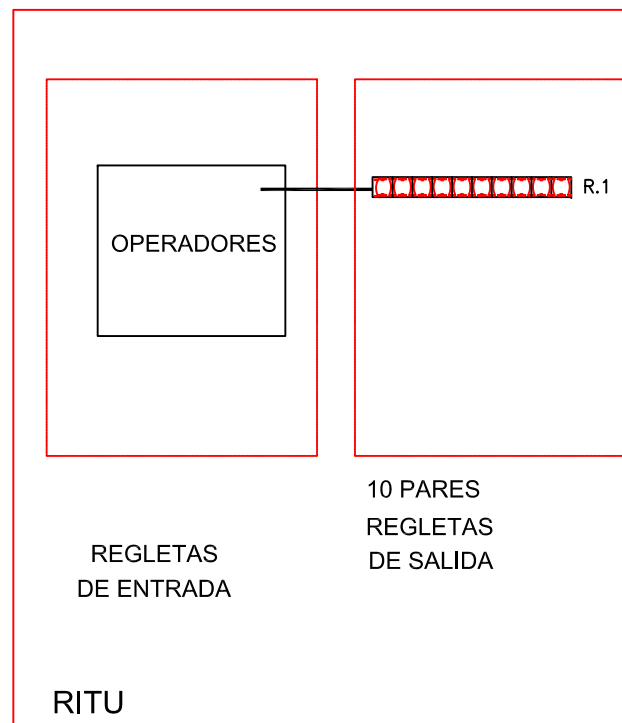 OPERADORES
R.1
10 PARES
REGLETAS
DE SALIDA
REGLETAS
DE ENTRADA
RITU